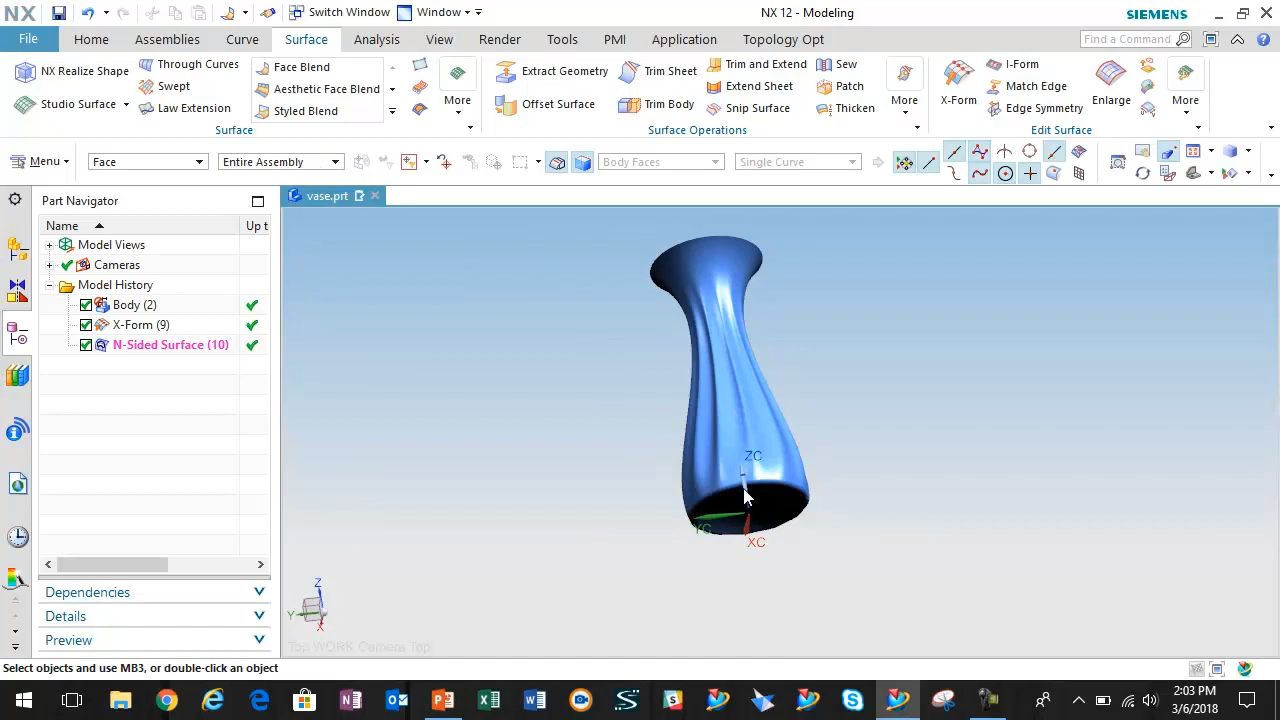 NX
Switch Window
Window
NX 12 - Modeling
SIEMENS
File
Home
Assemblies
Curve
Surface
Analysis
View
Render
Tools
PMI
Application
Topology Opt
Find a Command
NX Realize Shape
Studio Surface
Through Curves
Swept
Law Extension
Face Blend
Aesthetic Face Blend
Styled Blend
More
Surface
Extract Geometry
Offset Surface
Trim Sheet
Trim Body
Trim and Extend
Extend Sheet
Snip Surface
Sew
Patch
Thicken
More
Surface Operations
X-Form
I-Form
Match Edge
Edge Symmetry
Enlarge
More
Edit Surface
Menu
Face
Entire Assembly
Body Faces
Single Curve
Part Navigator
vase.prt
Name
Up t
Model Views
Cameras
Model History
Body (2)
X-Form (9)
N-Sided Surface (10)
ZC
YC
XC
Z
Y
X
Dependencies
Details
Preview
Top WORK Camera Top
Select objects and use MB3, or double-click an object
2:03 PM
3/6/2018